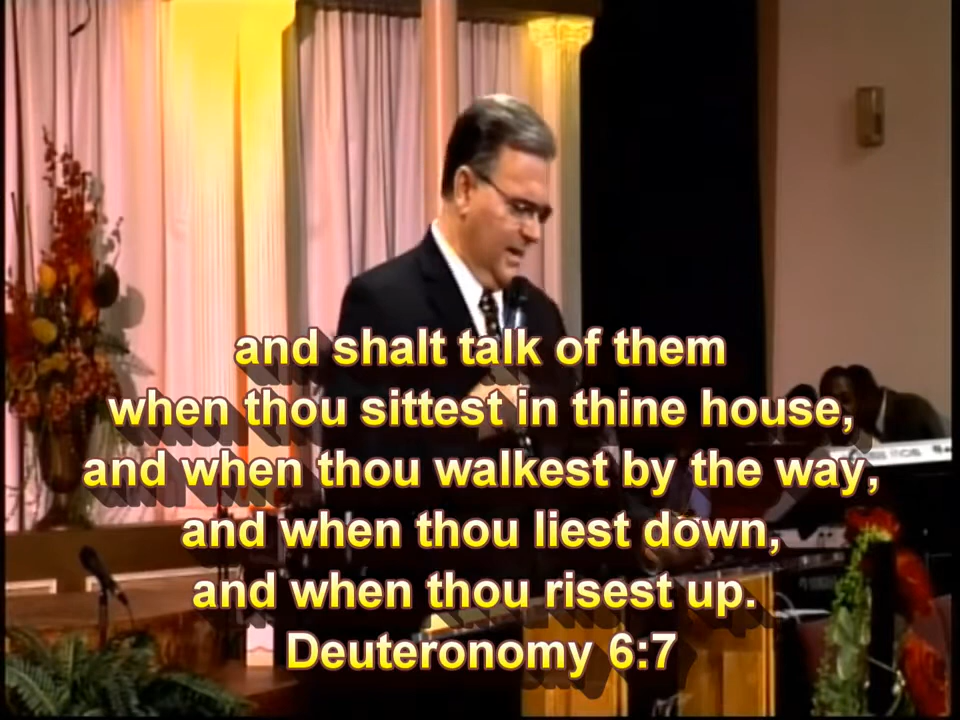 and shalt talk of them
when thou sittest in thine house,
and when thou walkest by the way,
and when thou liest down,
and when thou risest up.
Deuteronomy 6:7